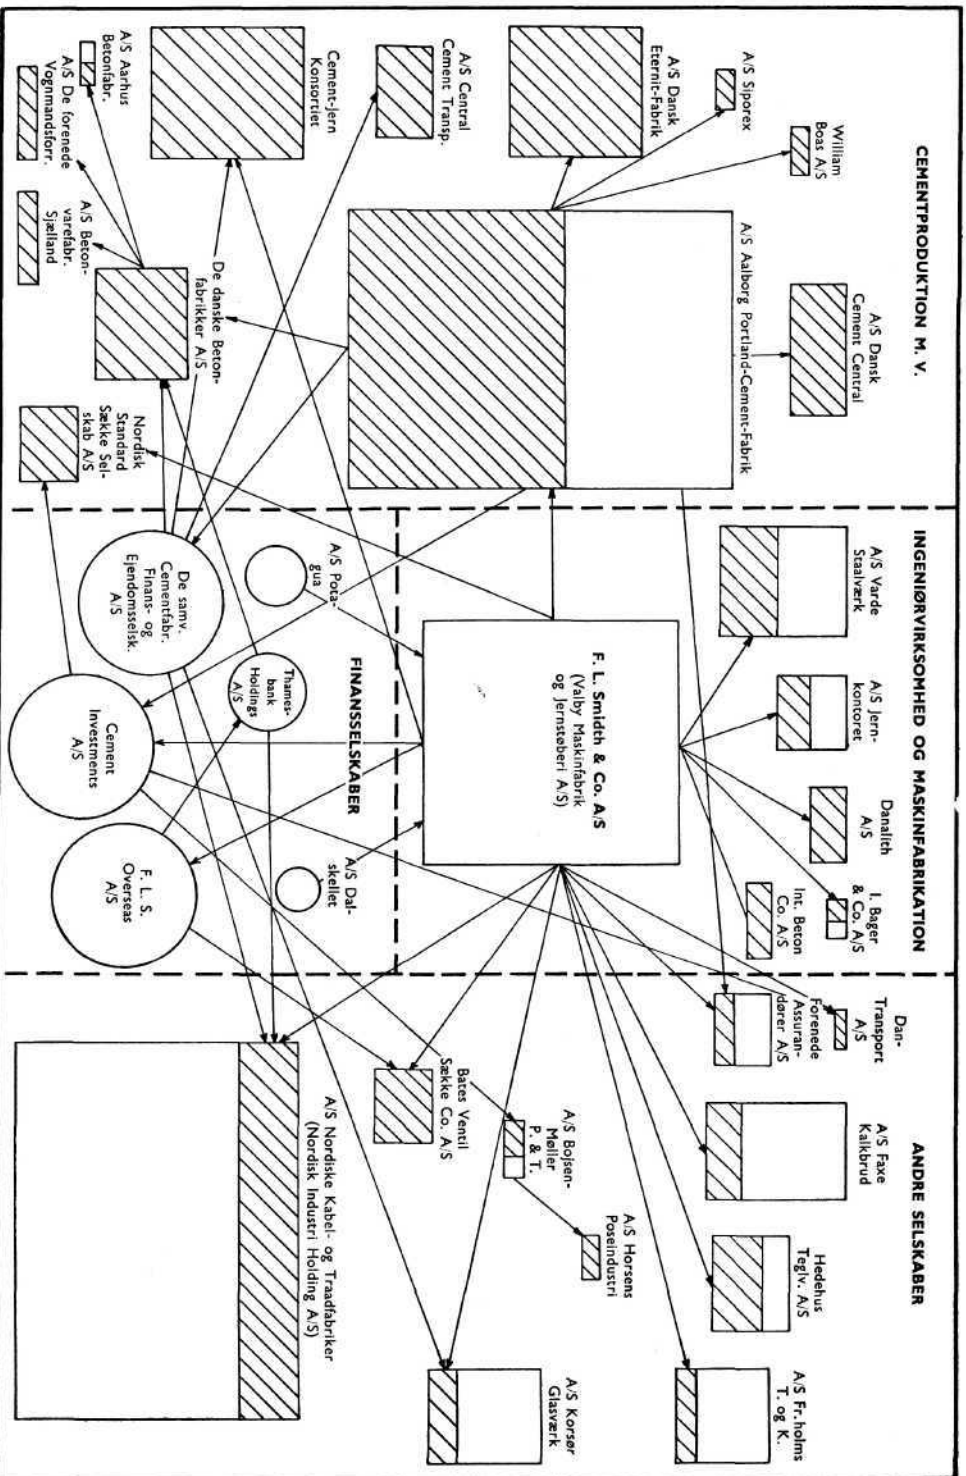 CEMENTPRODUKTION M. V.
William
Boas A/S
A/S Siporex
A/S Dansk
Eternit-Fabrik
A/S Central
Cement Transp.
Cement-Jern
Konsortiet
A/S Aarhus
Betonfabr.
A/S De forenede
Vognmandsforr.
A/S Dansk
Cement Central
A/S Aalborg Portland-Cement-Fabrik
De danske Beton-
fabrikker A/S
A/S Beton-
varefabr.
Sjælland
Nordisk
Standard
Sække Sel-
skab A/S
INGENIØRVIRKSOMHED OG MASKINFABRIKATION
A/S Varde
Staalværk
A/S Jern-
kontoret
Danalith
A/S
I. Bager
& Co. A/S
Int. Beton
Co. A/S
F. L. Smidth & Co. A/S
(Valby Maskinfabrik
og Jernstøberi A/S)
FINANSSELSKABER
A/S Pota-
gua
De samv.
Cementfabr.
Finans- og
Ejendomsselsk.
A/S
Thames-
bank
Holdings
A/S
Cement
Investments
A/S
A/S Dal-
skellet
F. L. S.
Overseas
A/S
ANDRE SELSKABER
Dan-
Transport
A/S
Forenede
Assuran-
dører A/S
A/S Faxe
Kalkbrud
Hedehus
Teglv. A/S
A/S Fr. holms
T. og K.
Bates Ventil
Sække Co. A/S
A/S Bojsen-
Møller
P. & T.
A/S Horsens
Poseindustri
A/S Korsør
Glasværk
A/S Nordiske Kabel- og Traadfabriker
(Nordisk Industri Holding A/S)